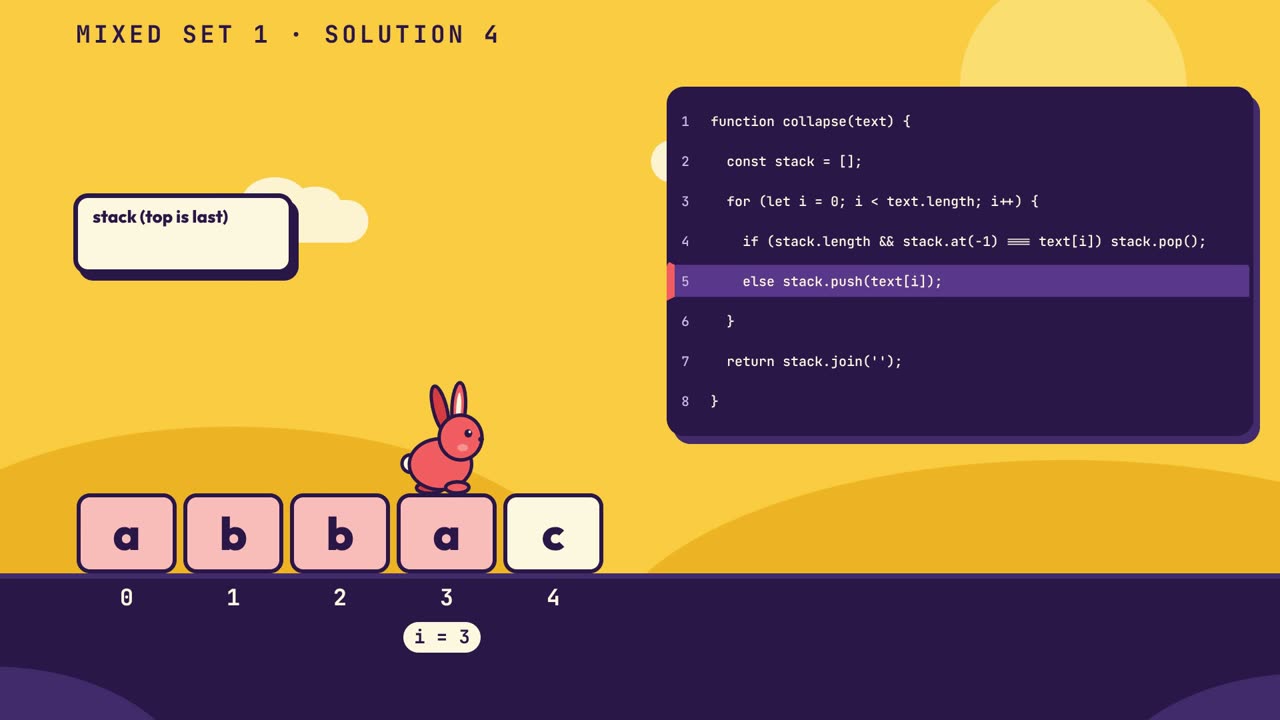 MIXED SET 1 · SOLUTION 4
stack (top is last)
1 function collapse(text) {
2 const stack = [];
3 for (let i = 0; i < text.length; i++) {
4 if (stack.length && stack.at(-1) === text[i]) stack.pop();
5 else stack.push(text[i]);
6 }
7 return stack.join('');
8 }
a b b a c
0 1 2 3 4
i = 3